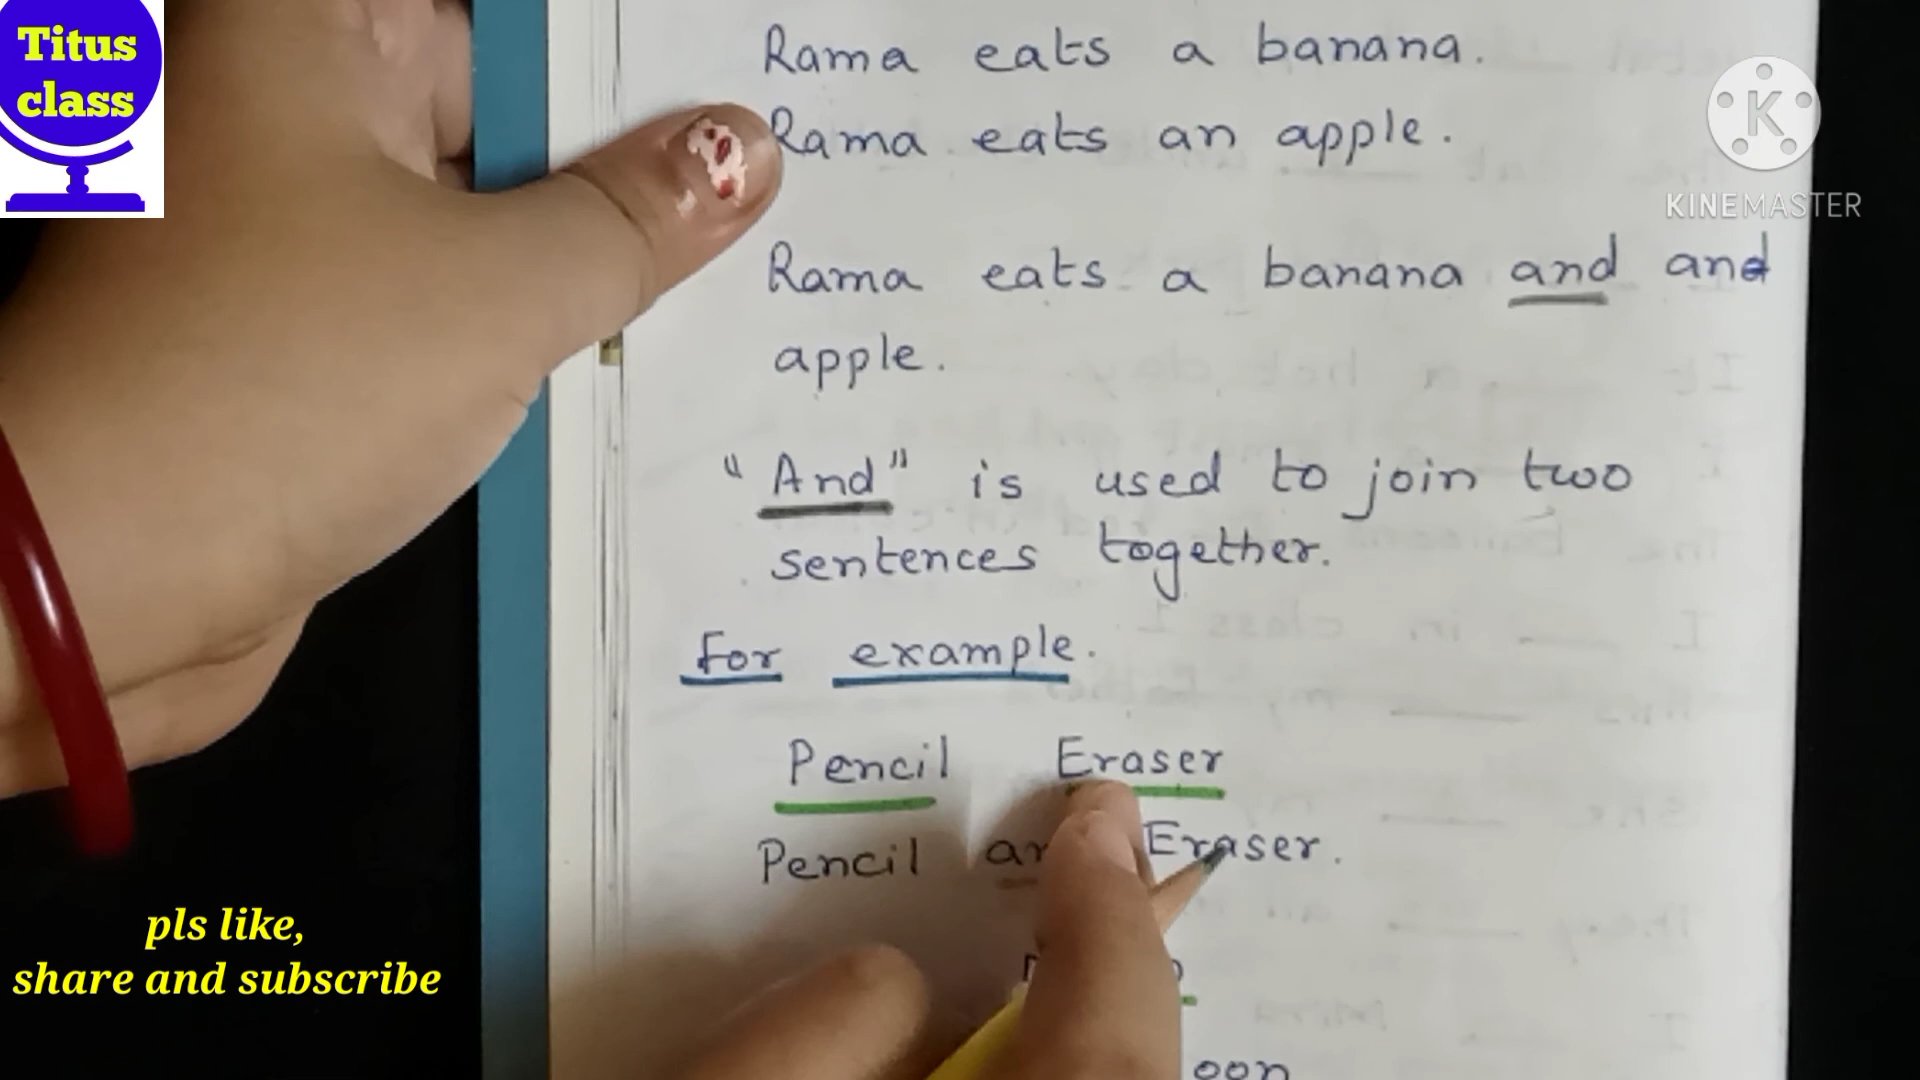 Titus
class
Rama eats a banana.
Rama eats an apple.
KINEMASTER
Rama eats a banana and and
apple.
"And" is used to join two
sentences together.
for example.
Pencil Eraser
Pencil Eraser.
pls like,
share and subscribe